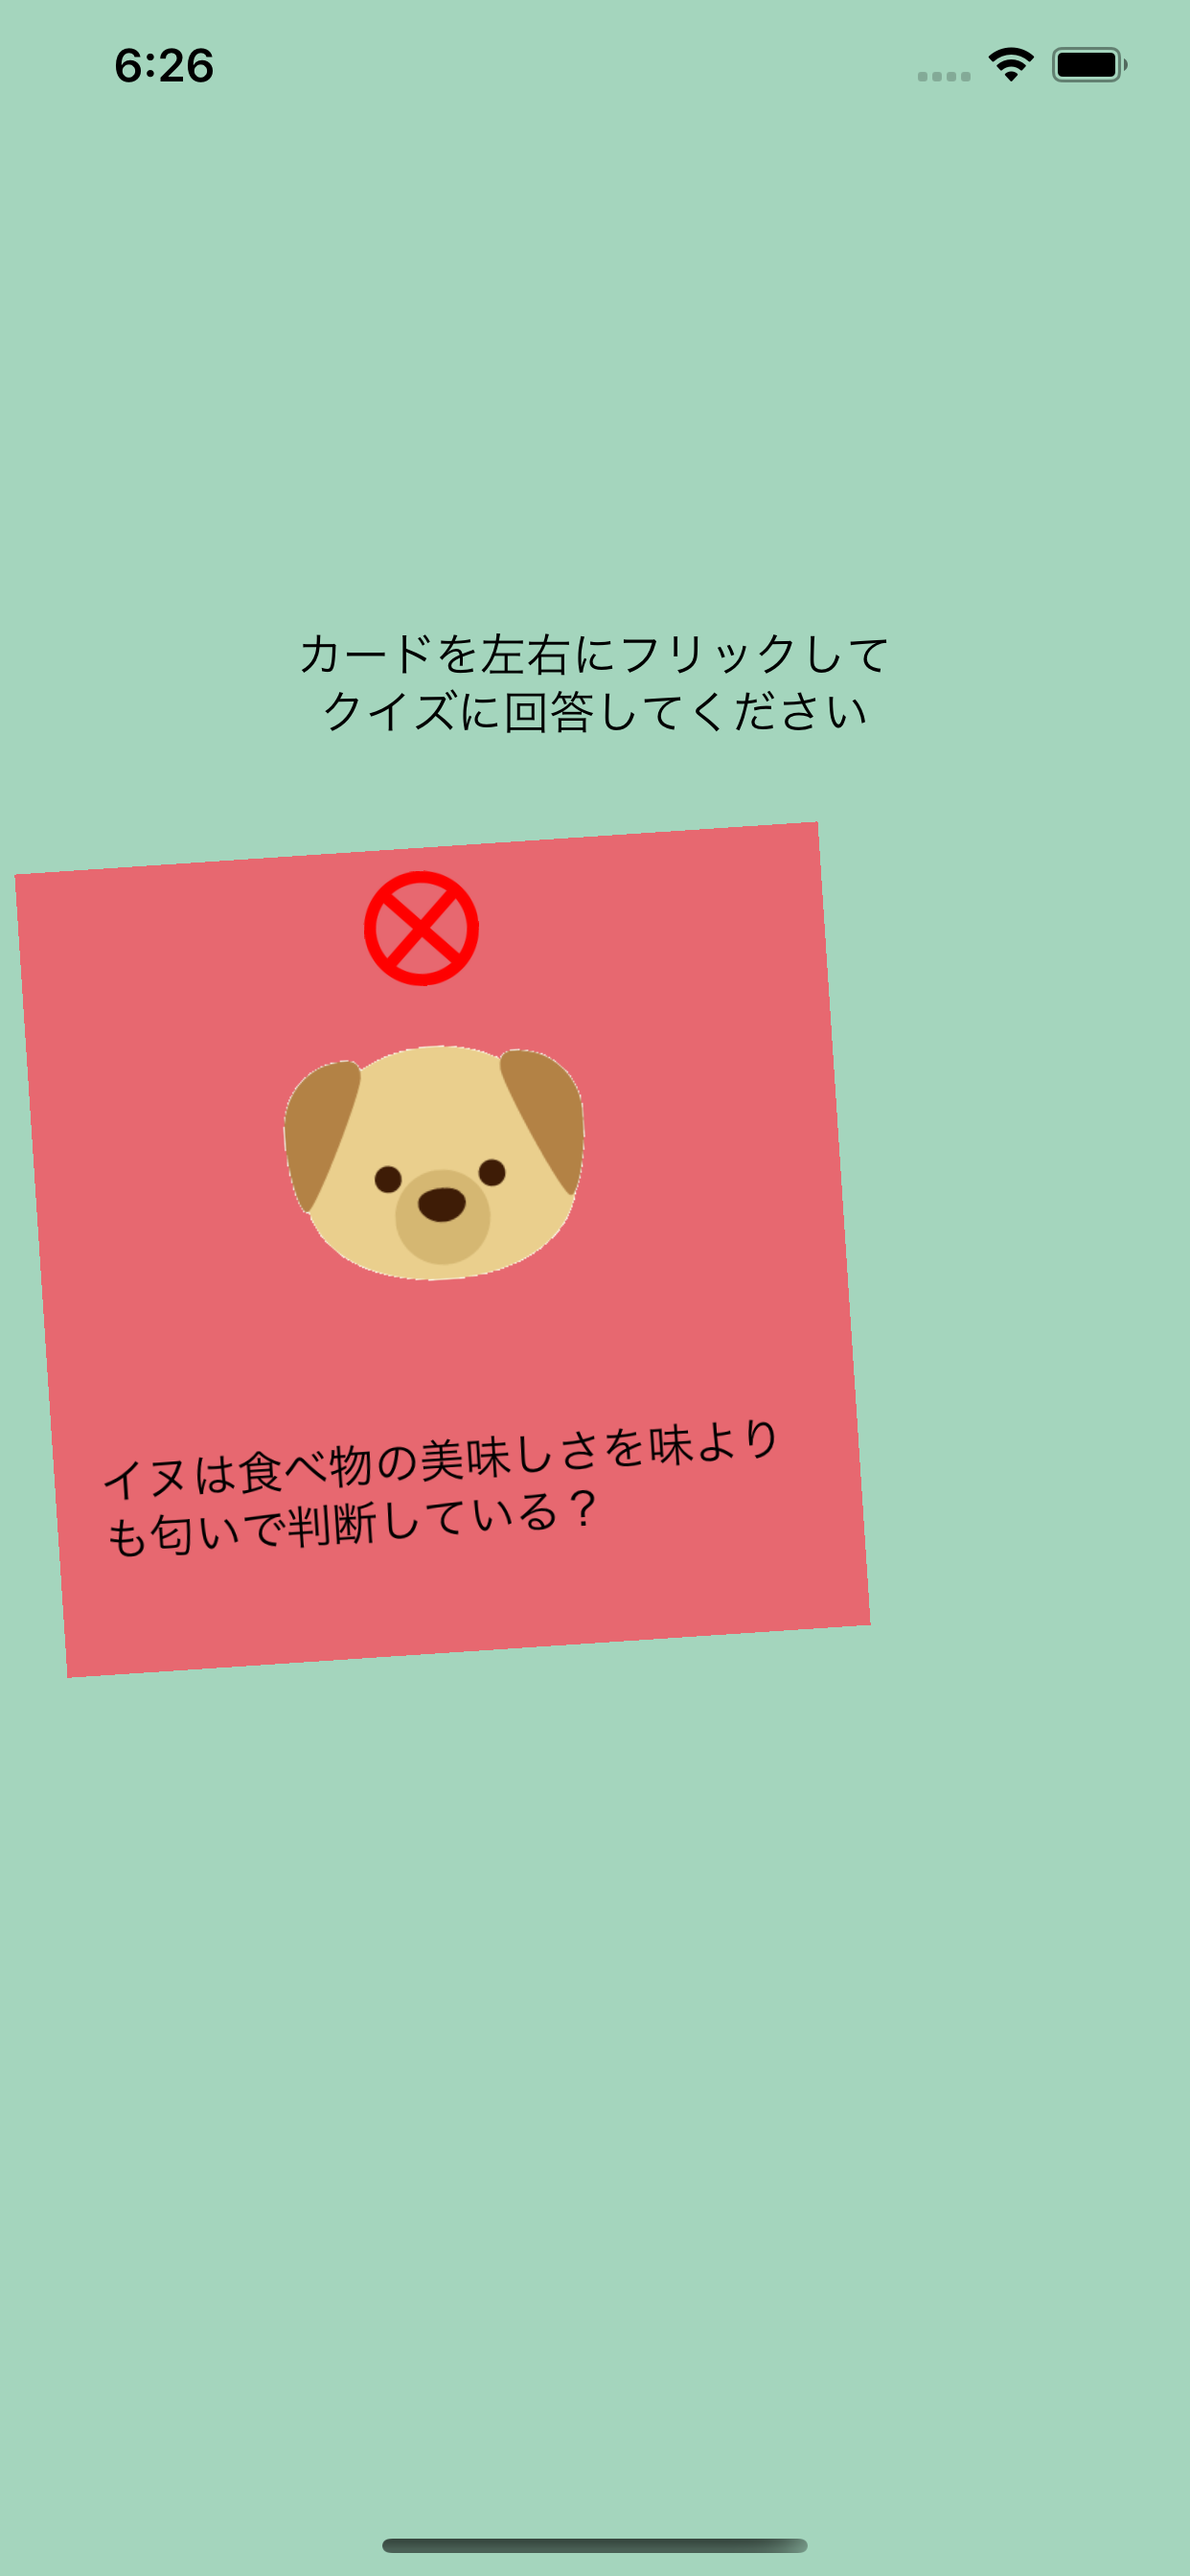 6:26
カードを左右にフリックして
クイズに回答してください
イヌは食べ物の美味しさを味より
も匂いで判断している？